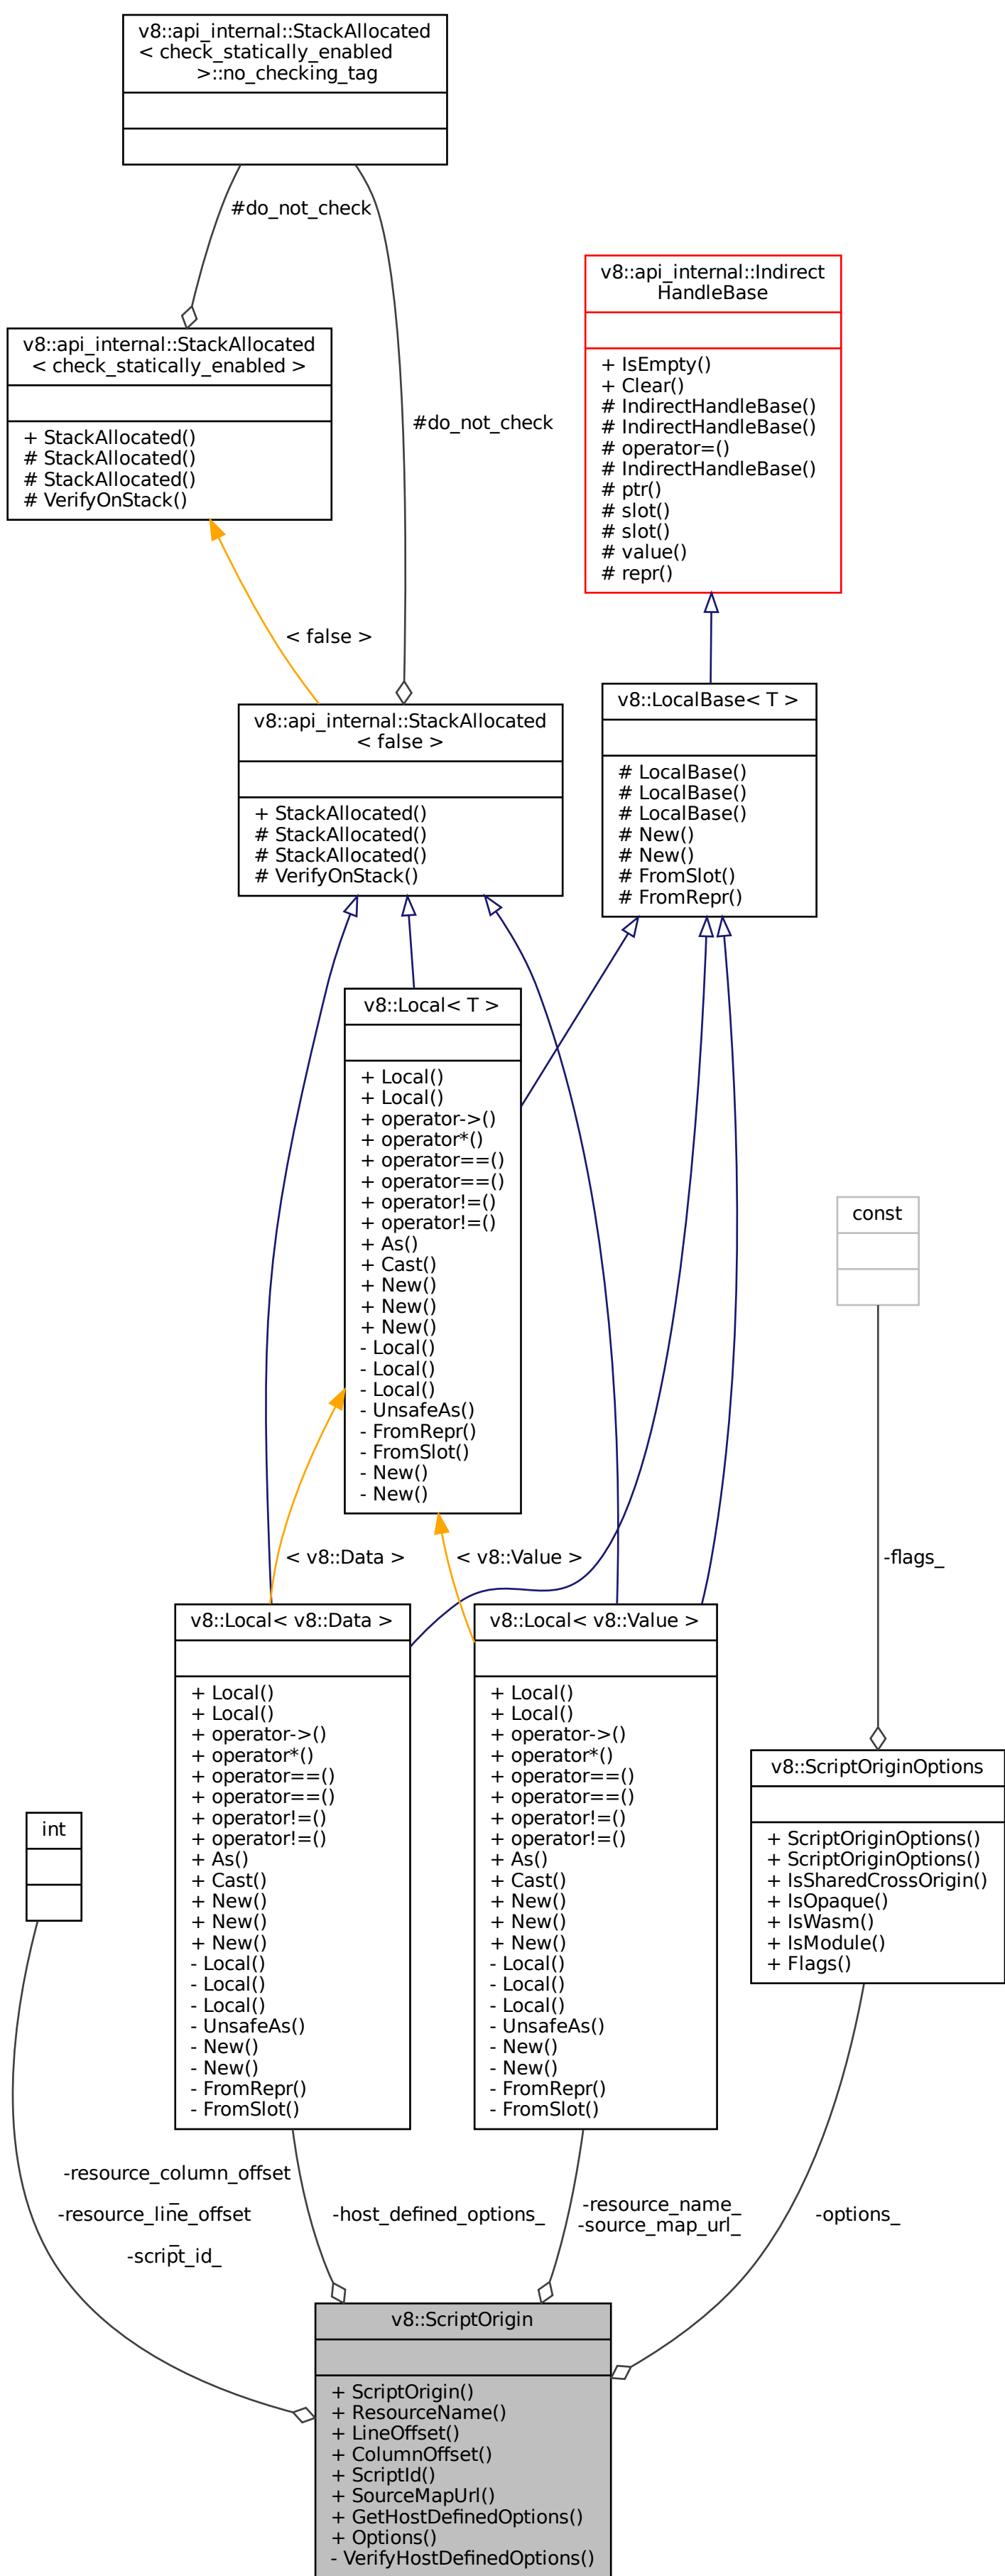 v8::api_internal::StackAllocated
< check_statically_enabled
>::no_checking_tag
#do_not_check
v8::api_internal::Indirect
HandleBase
+ IsEmpty()
+ Clear()
# IndirectHandleBase()
# IndirectHandleBase()
# operator=()
# IndirectHandleBase()
# ptr()
# slot()
# slot()
# value()
# repr()
v8::api_internal::StackAllocated
< check_statically_enabled >
+ StackAllocated()
# StackAllocated()
# StackAllocated()
# VerifyOnStack()
#do_not_check
< false >
v8::api_internal::StackAllocated
< false >
+ StackAllocated()
# StackAllocated()
# StackAllocated()
# VerifyOnStack()
v8::LocalBase< T >
# LocalBase()
# LocalBase()
# LocalBase()
# New()
# New()
# FromSlot()
# FromRepr()
v8::Local< T >
+ Local()
+ Local()
+ operator->()
+ operator*()
+ operator==()
+ operator==()
+ operator!=()
+ operator!=()
+ As()
+ Cast()
+ New()
+ New()
+ New()
- Local()
- Local()
- Local()
- UnsafeAs()
- FromRepr()
- FromSlot()
- New()
- New()
const
-flags_
< v8::Data >
< v8::Value >
v8::Local< v8::Data >
+ Local()
+ Local()
+ operator->()
+ operator*()
+ operator==()
+ operator==()
+ operator!=()
+ operator!=()
+ As()
+ Cast()
+ New()
+ New()
+ New()
- Local()
- Local()
- Local()
- UnsafeAs()
- New()
- New()
- FromRepr()
- FromSlot()
v8::Local< v8::Value >
+ Local()
+ Local()
+ operator->()
+ operator*()
+ operator==()
+ operator==()
+ operator!=()
+ operator!=()
+ As()
+ Cast()
+ New()
+ New()
+ New()
- Local()
- Local()
- Local()
- UnsafeAs()
- New()
- New()
- FromRepr()
- FromSlot()
v8::ScriptOriginOptions
+ ScriptOriginOptions()
+ ScriptOriginOptions()
+ IsSharedCrossOrigin()
+ IsOpaque()
+ IsWasm()
+ IsModule()
+ Flags()
int
-resource_column_offset
_
-resource_line_offset
_
-script_id_
-host_defined_options_
-resource_name_
-source_map_url_
-options_
v8::ScriptOrigin
+ ScriptOrigin()
+ ResourceName()
+ LineOffset()
+ ColumnOffset()
+ ScriptId()
+ SourceMapUrl()
+ GetHostDefinedOptions()
+ Options()
- VerifyHostDefinedOptions()